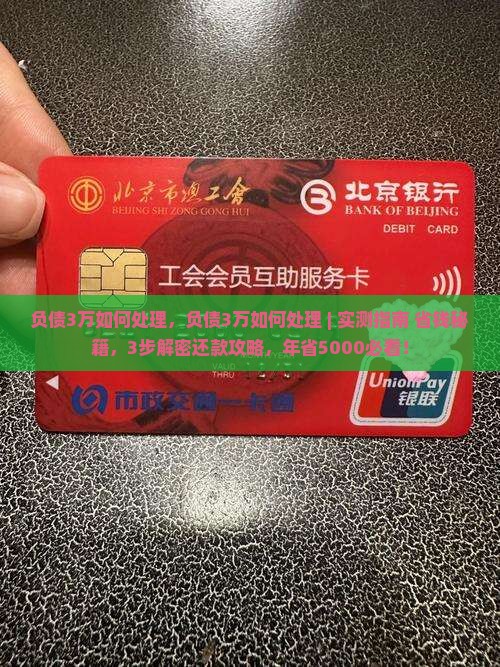 北京市总工会
BEIJING SHI ZONG GONG HUI
北京银行
BANK OF BEIJING
DEBIT CARD
工会会员互助服务卡
负债3万如何处理，负债3万如何处理 | 实测指南 省钱秘
籍，3步解密还款攻略，年省5000必看！
THRU
市政交通一卡通
UnionPay
银联